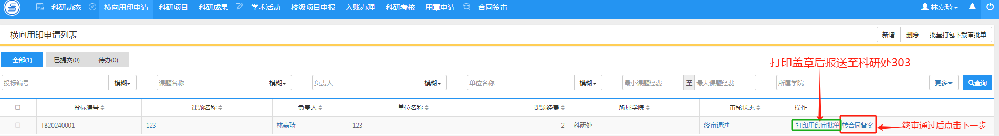 科研动态 横向用印申请 科研项目 科研成果 学术活动 校级项目申报 入账办理 科研考核 用章申请 合同签审 林嘉琦
横向用印申请列表 新增 删除 批量打包下载审批单
全部(1) 已提交(0) 待办(0)
打印盖章后报送至科研处303
投标编号 模糊 课题名称 模糊 负责人 模糊 单位名称 模糊 最小课题经费 至 最大课题经费 所属学院 更多 查询
投标编号 课题名称 负责人 单位名称 课题经费 所属学院 审核状态 操作
TB20240001 123 林嘉琦 123 2 科研处 终审通过 打印用印审批单 转合同备案 终审通过后点击下一步